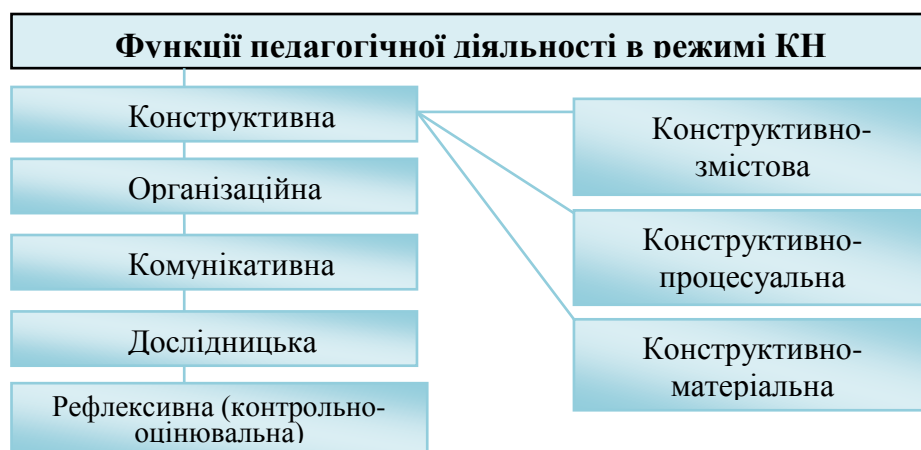 Функції педагогічної діяльності в режимі КН
Конструктивна
Організаційна
Комунікативна
Дослідницька
Рефлексивна (контрольно-
оцінювальна)
Конструктивно-
змістова
Конструктивно-
процесуальна
Конструктивно-
матеріальна